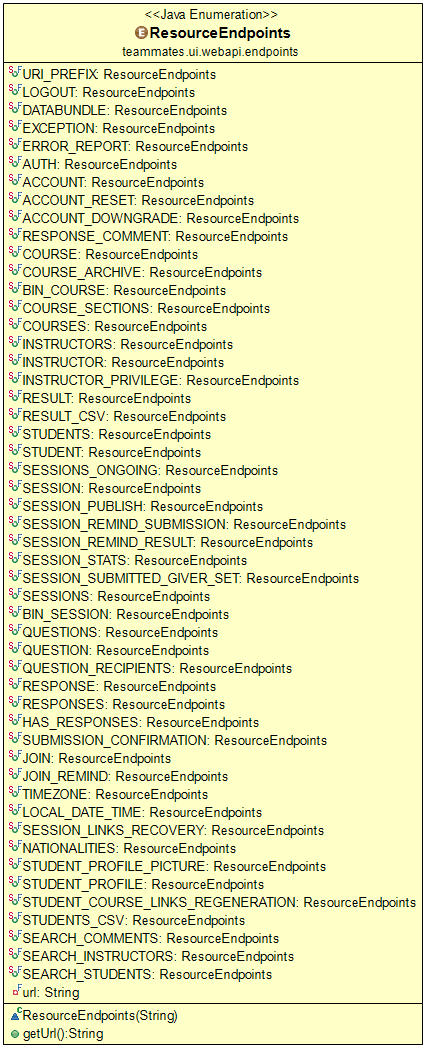 <<Java Enumeration>>
ResourceEndpoints
teammates.ui.webapi.endpoints
URI_PREFIX: ResourceEndpoints
LOGOUT: ResourceEndpoints
DATABUNDLE: ResourceEndpoints
EXCEPTION: ResourceEndpoints
ERROR_REPORT: ResourceEndpoints
AUTH: ResourceEndpoints
ACCOUNT: ResourceEndpoints
ACCOUNT_RESET: ResourceEndpoints
ACCOUNT_DOWNGRADE: ResourceEndpoints
RESPONSE_COMMENT: ResourceEndpoints
COURSE: ResourceEndpoints
COURSE_ARCHIVE: ResourceEndpoints
BIN_COURSE: ResourceEndpoints
COURSE_SECTIONS: ResourceEndpoints
COURSES: ResourceEndpoints
INSTRUCTORS: ResourceEndpoints
INSTRUCTOR: ResourceEndpoints
INSTRUCTOR_PRIVILEGE: ResourceEndpoints
RESULT: ResourceEndpoints
RESULT_CSV: ResourceEndpoints
STUDENTS: ResourceEndpoints
STUDENT: ResourceEndpoints
SESSIONS_ONGOING: ResourceEndpoints
SESSION: ResourceEndpoints
SESSION_PUBLISH: ResourceEndpoints
SESSION_REMIND_SUBMISSION: ResourceEndpoints
SESSION_REMIND_RESULT: ResourceEndpoints
SESSION_STATS: ResourceEndpoints
SESSION_SUBMITTED_GIVER_SET: ResourceEndpoints
SESSIONS: ResourceEndpoints
BIN_SESSION: ResourceEndpoints
QUESTIONS: ResourceEndpoints
QUESTION: ResourceEndpoints
QUESTION_RECIPIENTS: ResourceEndpoints
RESPONSE: ResourceEndpoints
RESPONSES: ResourceEndpoints
HAS_RESPONSES: ResourceEndpoints
SUBMISSION_CONFIRMATION: ResourceEndpoints
JOIN: ResourceEndpoints
JOIN_REMIND: ResourceEndpoints
TIMEZONE: ResourceEndpoints
LOCAL_DATE_TIME: ResourceEndpoints
SESSION_LINKS_RECOVERY: ResourceEndpoints
NATIONALITIES: ResourceEndpoints
STUDENT_PROFILE_PICTURE: ResourceEndpoints
STUDENT_PROFILE: ResourceEndpoints
STUDENT_COURSE_LINKS_REGENERATION: ResourceEndpoints
STUDENTS_CSV: ResourceEndpoints
SEARCH_COMMENTS: ResourceEndpoints
SEARCH_INSTRUCTORS: ResourceEndpoints
SEARCH_STUDENTS: ResourceEndpoints
url: String
ResourceEndpoints(String)
getUrl():String